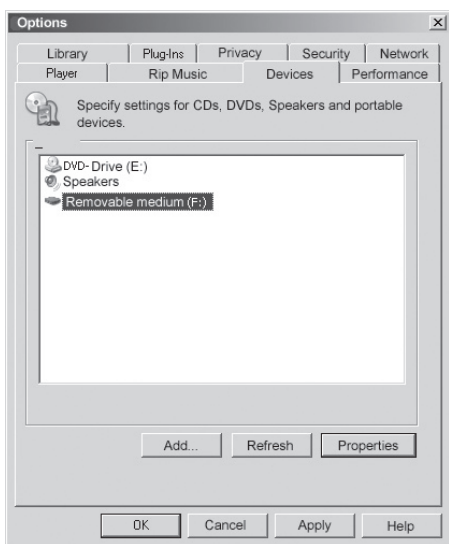 Options
Library Plug-Ins Privacy Security Network
Player Rip Music Devices Performance
Specify settings for CDs, DVDs, Speakers and portable
devices.
DVD-Drive (E:)
Speakers
Removable medium (F:)
Add... Refresh Properties
OK Cancel Apply Help